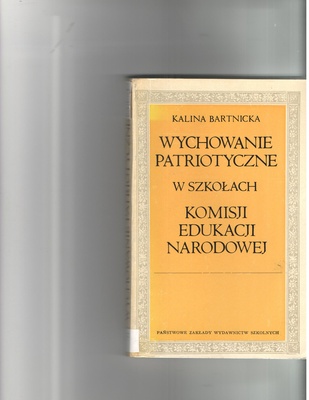 KALINA BARTNICKA
WYCHOWANIE
PATRIOTYCZNE
W SZKOŁACH
KOMISJI
EDUKACJI
NARODOWEJ
PAŃSTWOWE ZAKŁADY WYDAWNICTW SZKOLNYCH